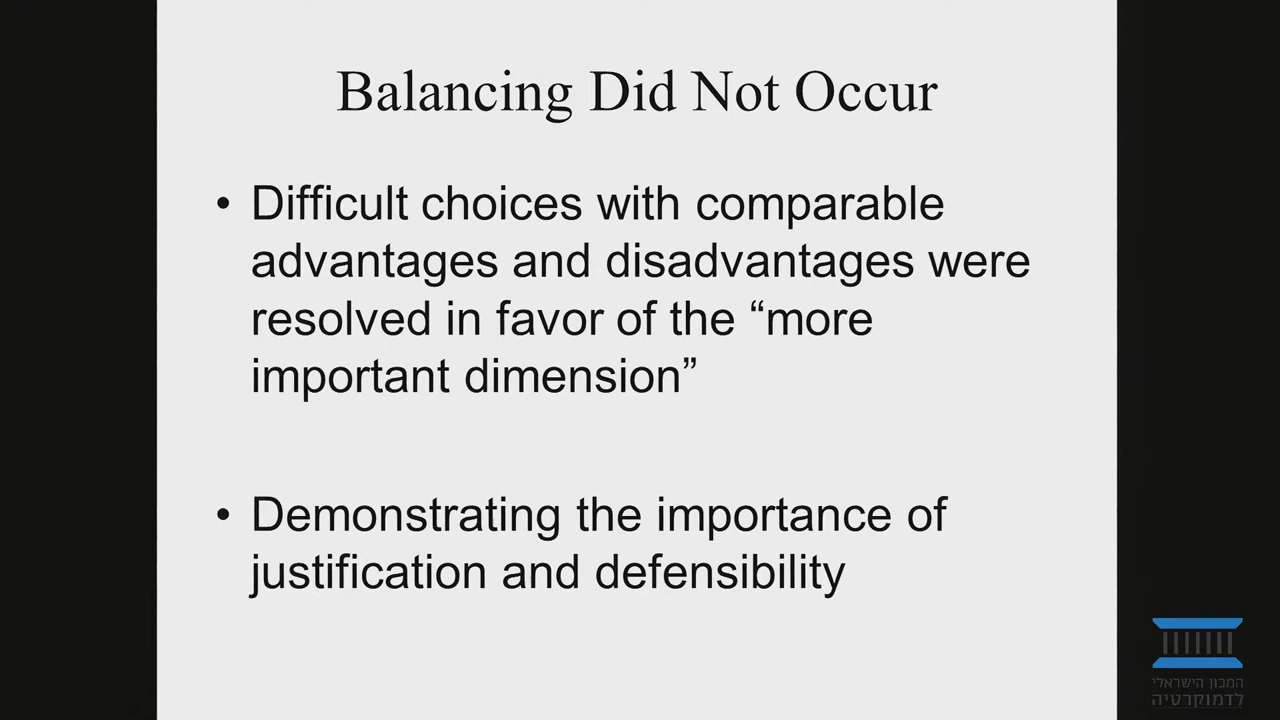 Balancing Did Not Occur
• Difficult choices with comparable
advantages and disadvantages were
resolved in favor of the “more
important dimension”
• Demonstrating the importance of
justification and defensibility
המכון הישראלי
לדמוקרטיה